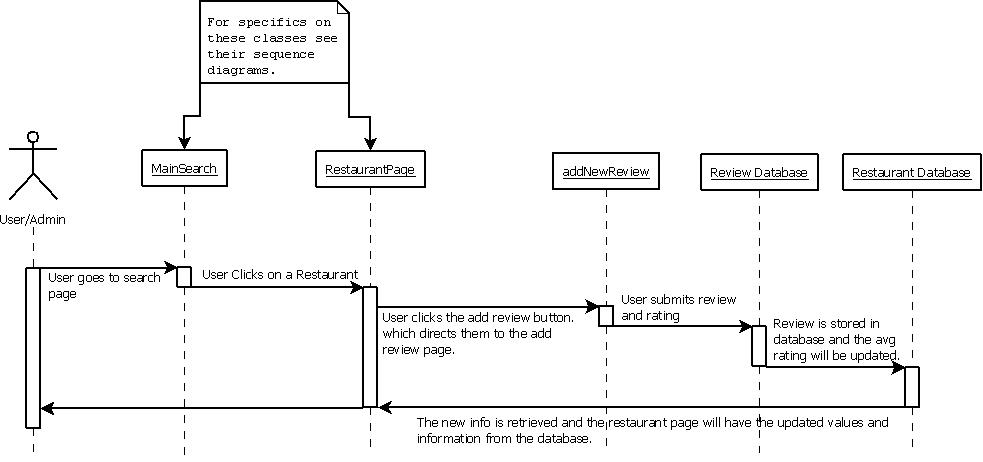 For specifics on
these classes see
their sequence
diagrams.
MainSearch
RestaurantPage
addNewReview
Review Database
Restaurant Database
User/Admin
User goes to search
page
User Clicks on a Restaurant
User clicks the add review button.
which directs them to the add
review page.
User submits review
and rating
Review is stored in
database and the avg
rating will be updated.
The new info is retrieved and the restaurant page will have the updated values and
information from the database.